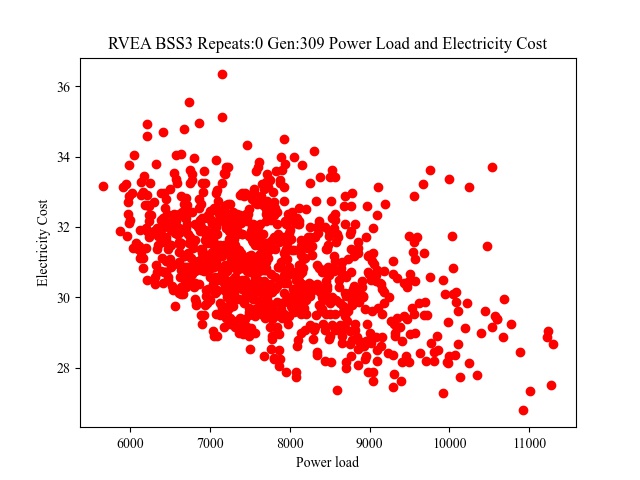 RVEA BSS3 Repeats:0 Gen:309 Power Load and Electricity Cost
36
34
32
30
28
Electricity Cost
6000 7000 8000 9000 10000 11000
Power load